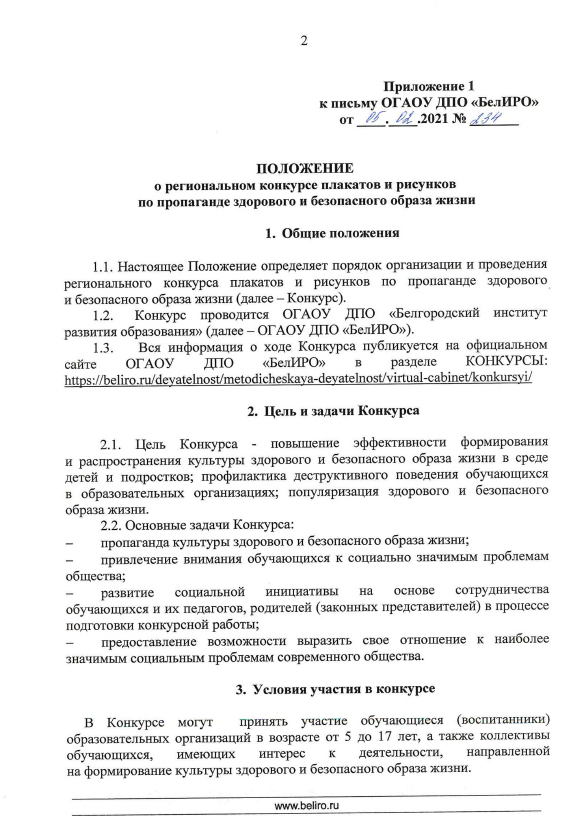 2
Приложение 1
к письму ОГАОУ ДПО «БелИРО»
от 05.02.2021 № 234
ПОЛОЖЕНИЕ
о региональном конкурсе плакатов и рисунков
по пропаганде здорового и безопасного образа жизни
1. Общие положения
1.1. Настоящее Положение определяет порядок организации и проведения
регионального конкурса плакатов и рисунков по пропаганде здорового
и безопасного образа жизни (далее – Конкурс).
1.2. Конкурс проводится ОГАОУ ДПО «Белгородский институт
развития образования» (далее – ОГАОУ ДПО «БелИРО»).
1.3. Вся информация о ходе Конкурса публикуется на официальном
сайте ОГАОУ ДПО «БелИРО» в разделе КОНКУРСЫ:
https://beliro.ru/deyatelnost/metodicheskaya-deyatelnost/virtual-cabinet/konkursyi/
2. Цель и задачи Конкурса
2.1. Цель Конкурса - повышение эффективности формирования
и распространения культуры здорового и безопасного образа жизни в среде
детей и подростков; профилактика деструктивного поведения обучающихся
в образовательных организациях; популяризация здорового и безопасного
образа жизни.
2.2. Основные задачи Конкурса:
– пропаганда культуры здорового и безопасного образа жизни;
– привлечение внимания обучающихся к социально значимым проблемам
общества;
– развитие социальной инициативы на основе сотрудничества
обучающихся и их педагогов, родителей (законных представителей) в процессе
подготовки конкурсной работы;
– предоставление возможности выразить свое отношение к наиболее
значимым социальным проблемам современного общества.
3. Условия участия в конкурсе
В Конкурсе могут принять участие обучающиеся (воспитанники)
образовательных организаций в возрасте от 5 до 17 лет, а также коллективы
обучающихся, имеющих интерес к деятельности, направленной
на формирование культуры здорового и безопасного образа жизни.
www.beliro.ru